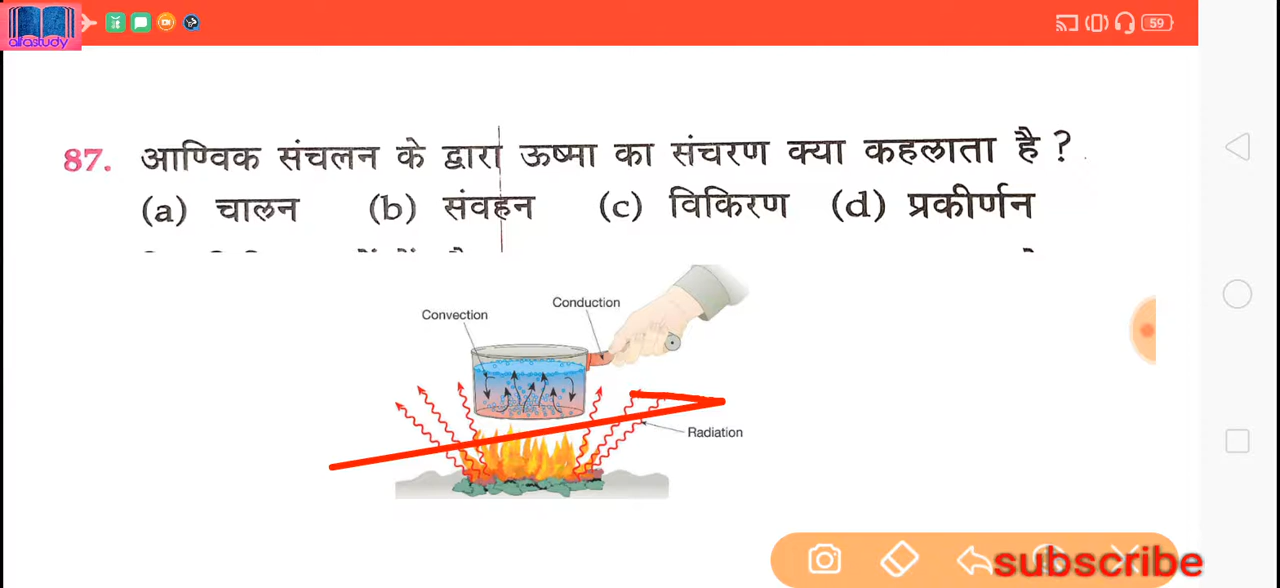 alfastudy
59
87. आण्विक संचलन के द्वारा ऊष्मा का संचरण क्या कहलाता है ?
(a) चालन (b) संवहन (c) विकिरण (d) प्रकीर्णन
Conduction
Convection
Radiation
subscribe